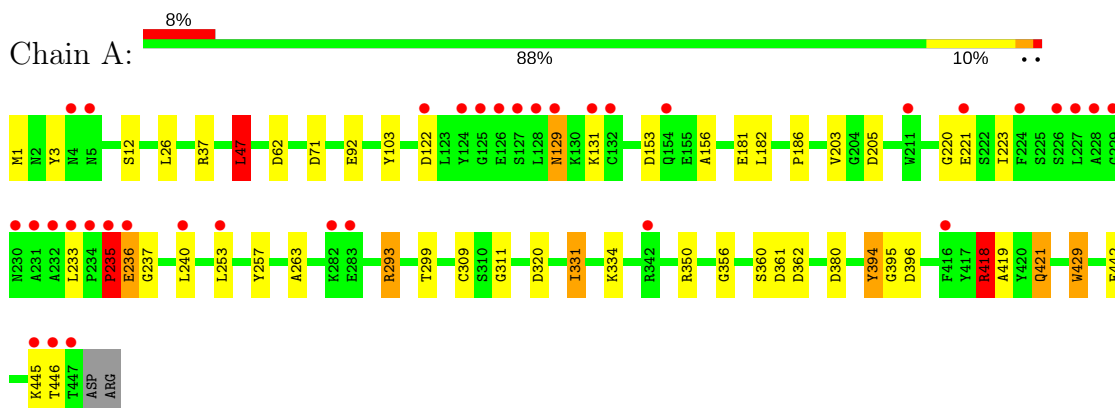 8%
Chain A:
88% 10% • •
M1 N2 Y3 N4 N5 S12 L26 R37 L47 D62 D71 E92 Y103 D122 L123 Y124 G125 E126 S127 L128 N129 K130 K131 C132 D153 Q154 E155 A156 E181 L182 P186 V203 G204 D205 W211 G220 E221 S222 I223 F224 S225 S226 L227 A228
N230 A231 A232 L233 P234 P235 E236 G237 L240 L253 Y257 A263 K282 E283 R293 T299 C309 S310 G311 D320 I331 K334 R342 R350 G356 S360 D361 D362 D380 Y394 G395 D396 F416 Y417 R418 A419 Y420 Q421 W429
K445 T446 T447 ASP ARG